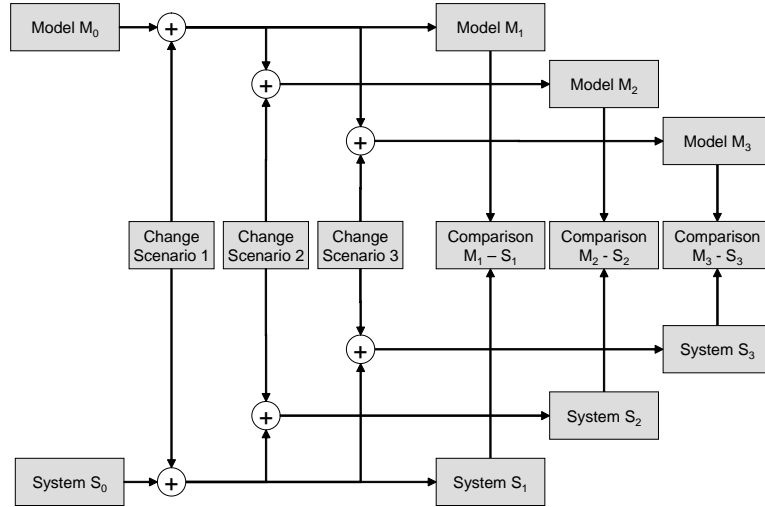 Model M₀
+
Model M₁
+
Model M₂
+
Model M₃
Change
Scenario 1
Change
Scenario 2
Change
Scenario 3
Comparison
M₁ – S₁
Comparison
M₂ - S₂
Comparison
M₃ - S₃
+
System S₃
+
System S₂
System S₀
+
System S₁